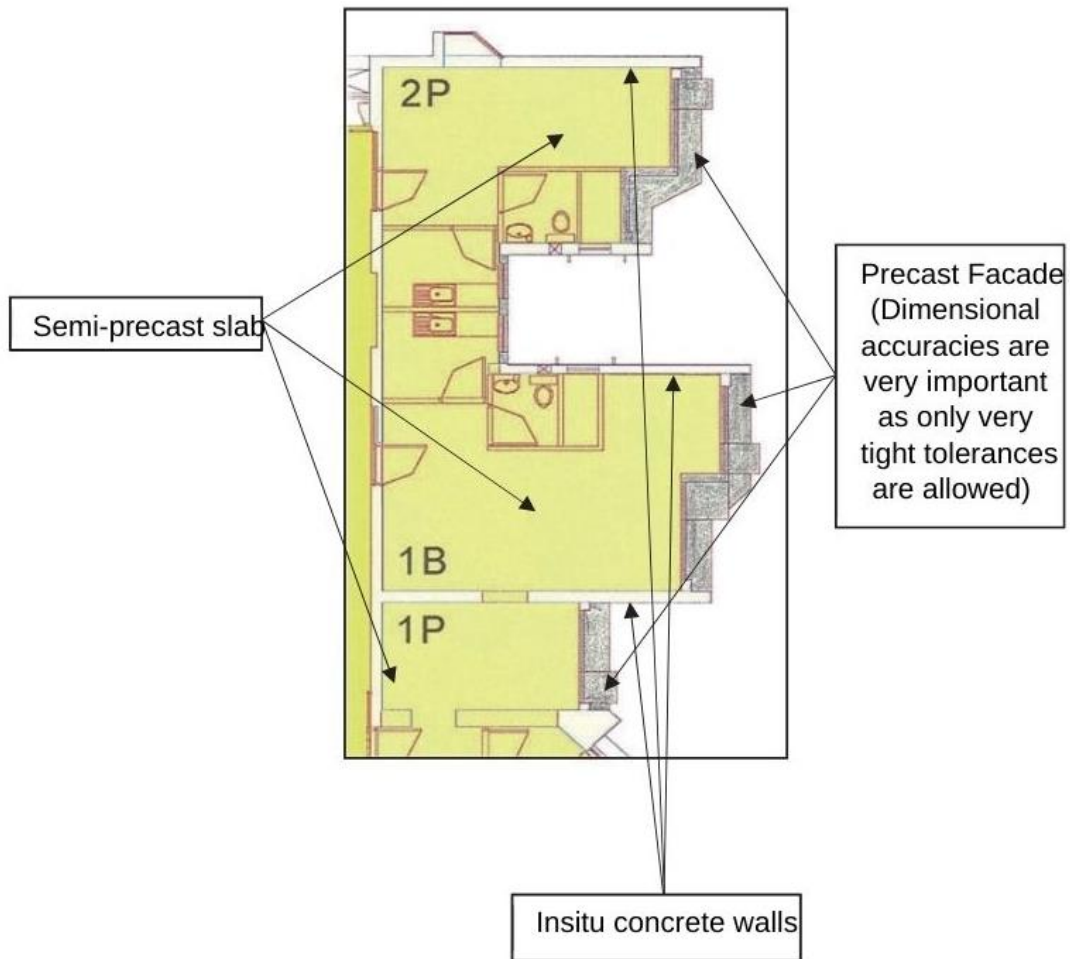 2P
Semi-precast slab
Precast Facade
(Dimensional
accuracies are
very important
as only very
tight tolerances
are allowed)
1B
1P
Insitu concrete walls